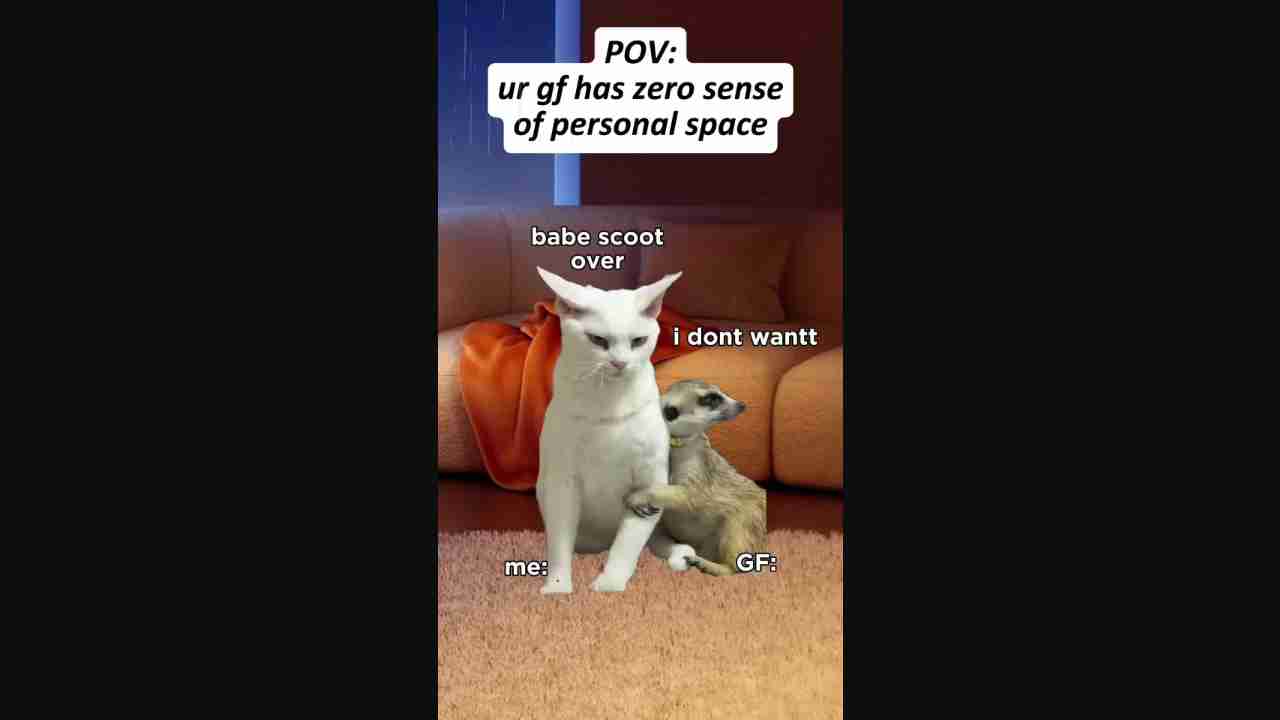 POV:
ur gf has zero sense
of personal space
babe scoot
over
i dont wantt
me:
GF: